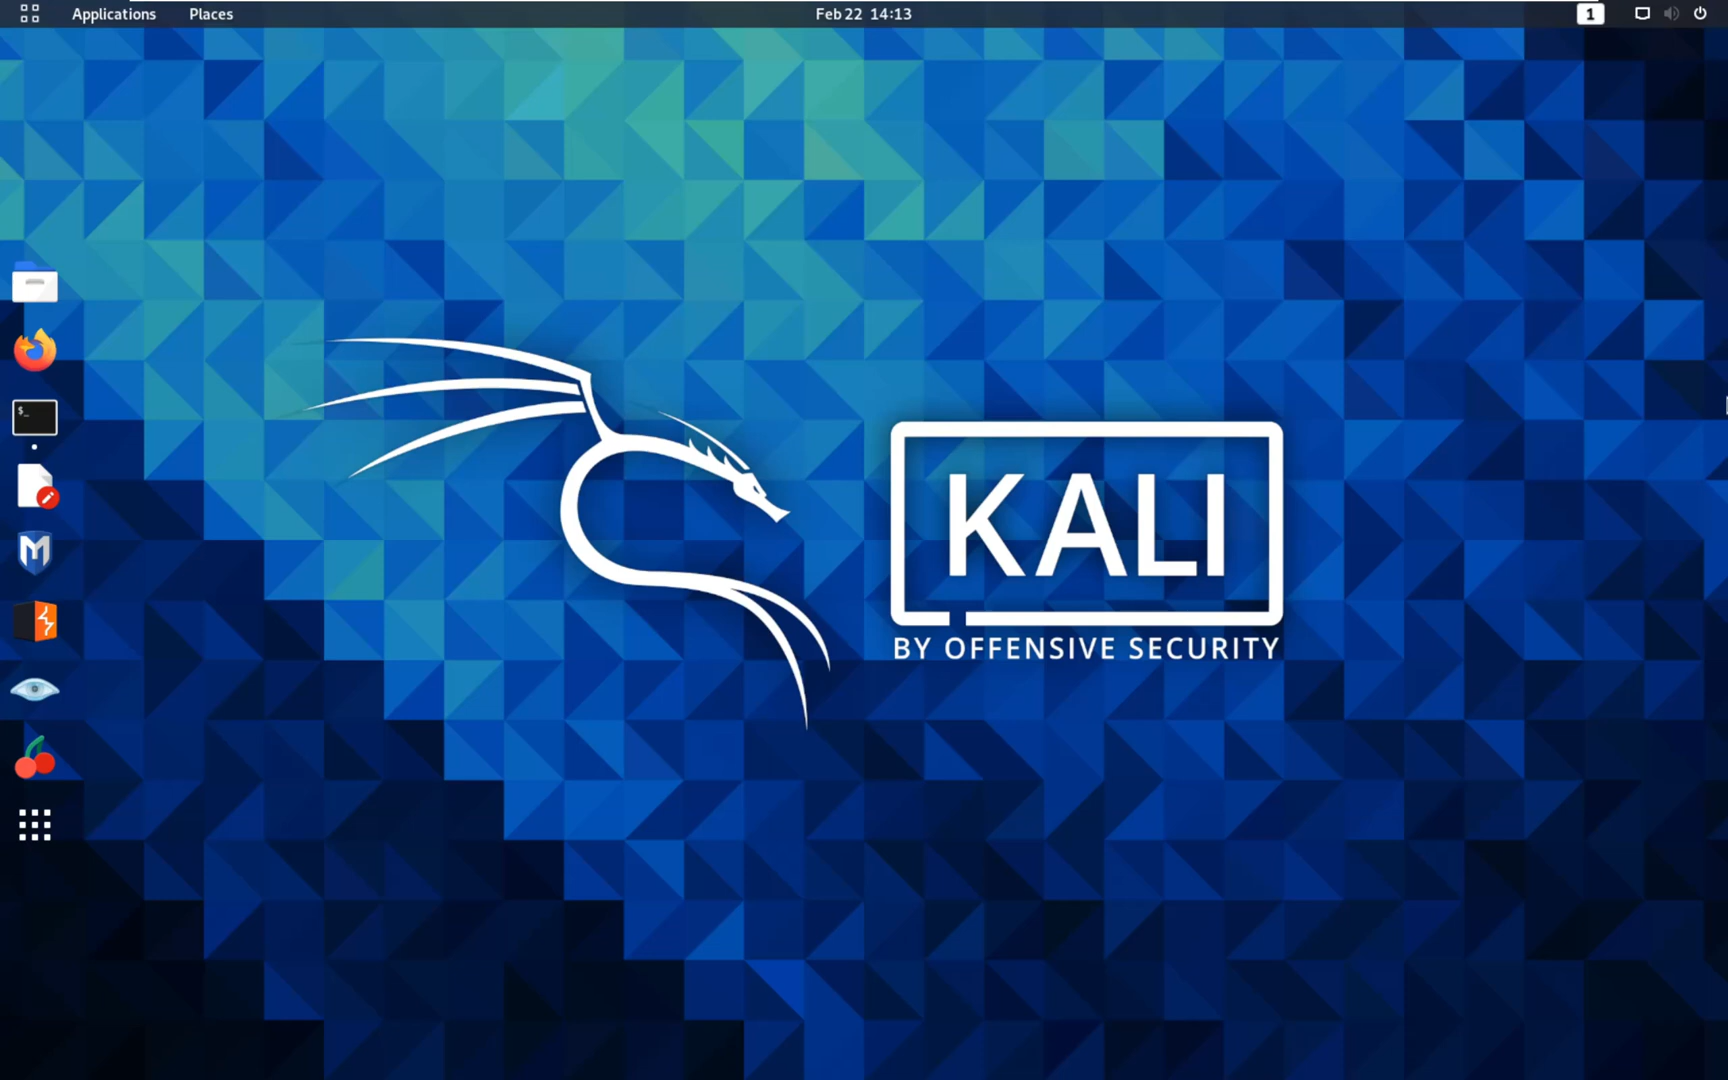 Applications Places Feb 22 14:13 1
$_
M
KALI
BY OFFENSIVE SECURITY